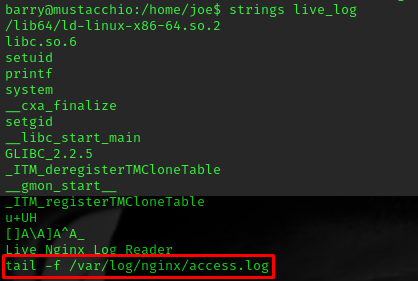 barry@mustacchio:/home/joe$ strings live_log
/lib64/ld-linux-x86-64.so.2
libc.so.6
setuid
printf
system
__cxa_finalize
setgid
__libc_start_main
GLIBC_2.2.5
_ITM_deregisterTMCloneTable
__gmon_start__
_ITM_registerTMCloneTable
u+UH
[]A\A]A^A_
Live Nginx Log Reader
tail -f /var/log/nginx/access.log